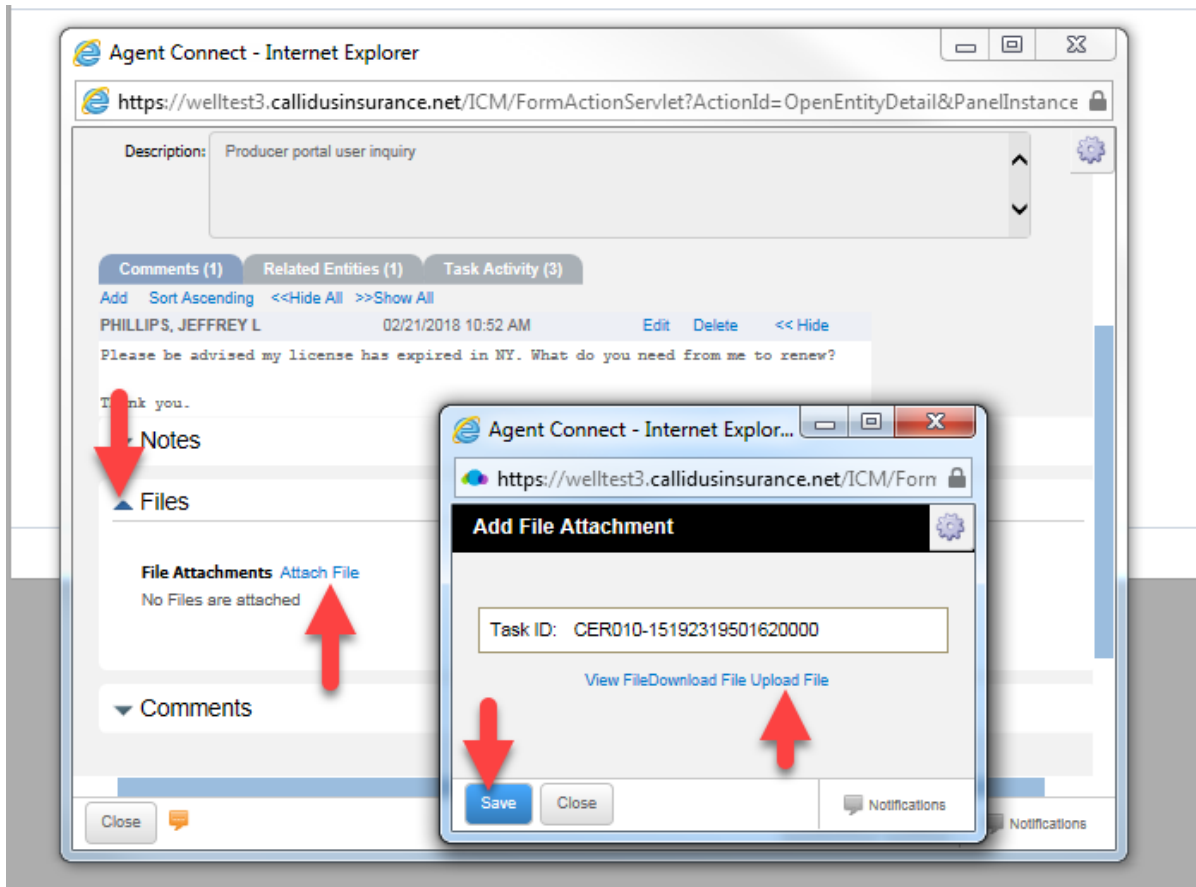 Agent Connect - Internet Explorer
https://welltest3.callidusinsurance.net/ICM/FormActionServlet?ActionId=OpenEntityDetail&PanelInstance
Description: Producer portal user inquiry
Comments (1) Related Entities (1) Task Activity (3)
Add Sort Ascending <<Hide All >>Show All
PHILLIPS, JEFFREY L 02/21/2018 10:52 AM Edit Delete << Hide
Please be advised my license has expired in NY. What do you need from me to renew?
you.
Notes
Files
File Attachments Attach File
No Files are attached
Comments
Close
Notifications
Agent Connect - Internet Explor...
https://welltest3.callidusinsurance.net/ICM/Form
Add File Attachment
Task ID: CER010-15192319501620000
View FileDownload File Upload File
Save Close Notifications